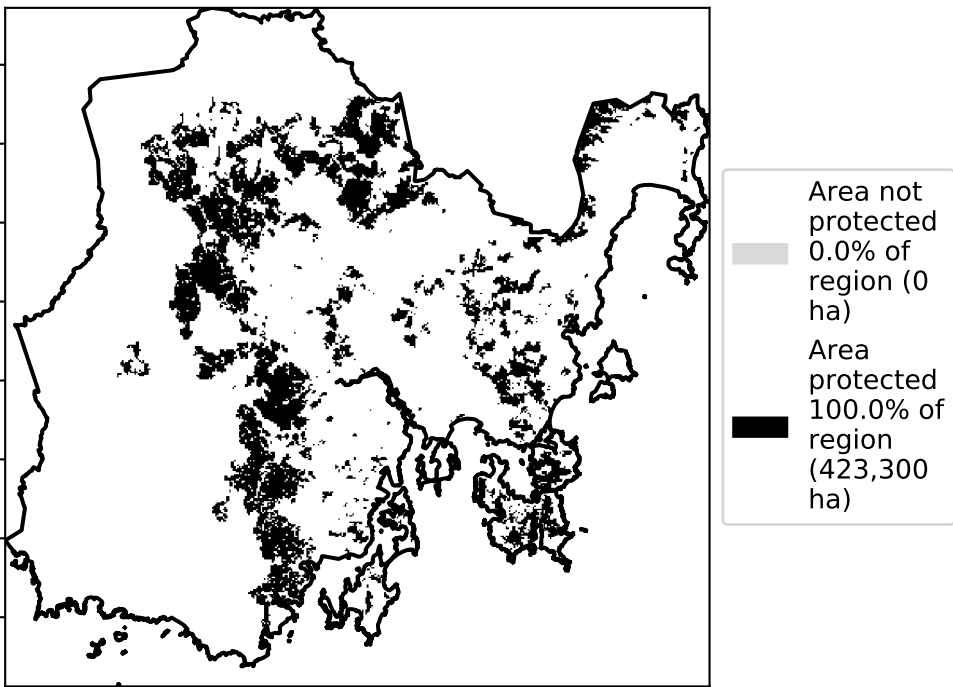 Area not
protected
0.0% of
region (0
ha)
Area
protected
100.0% of
region
(423,300
ha)